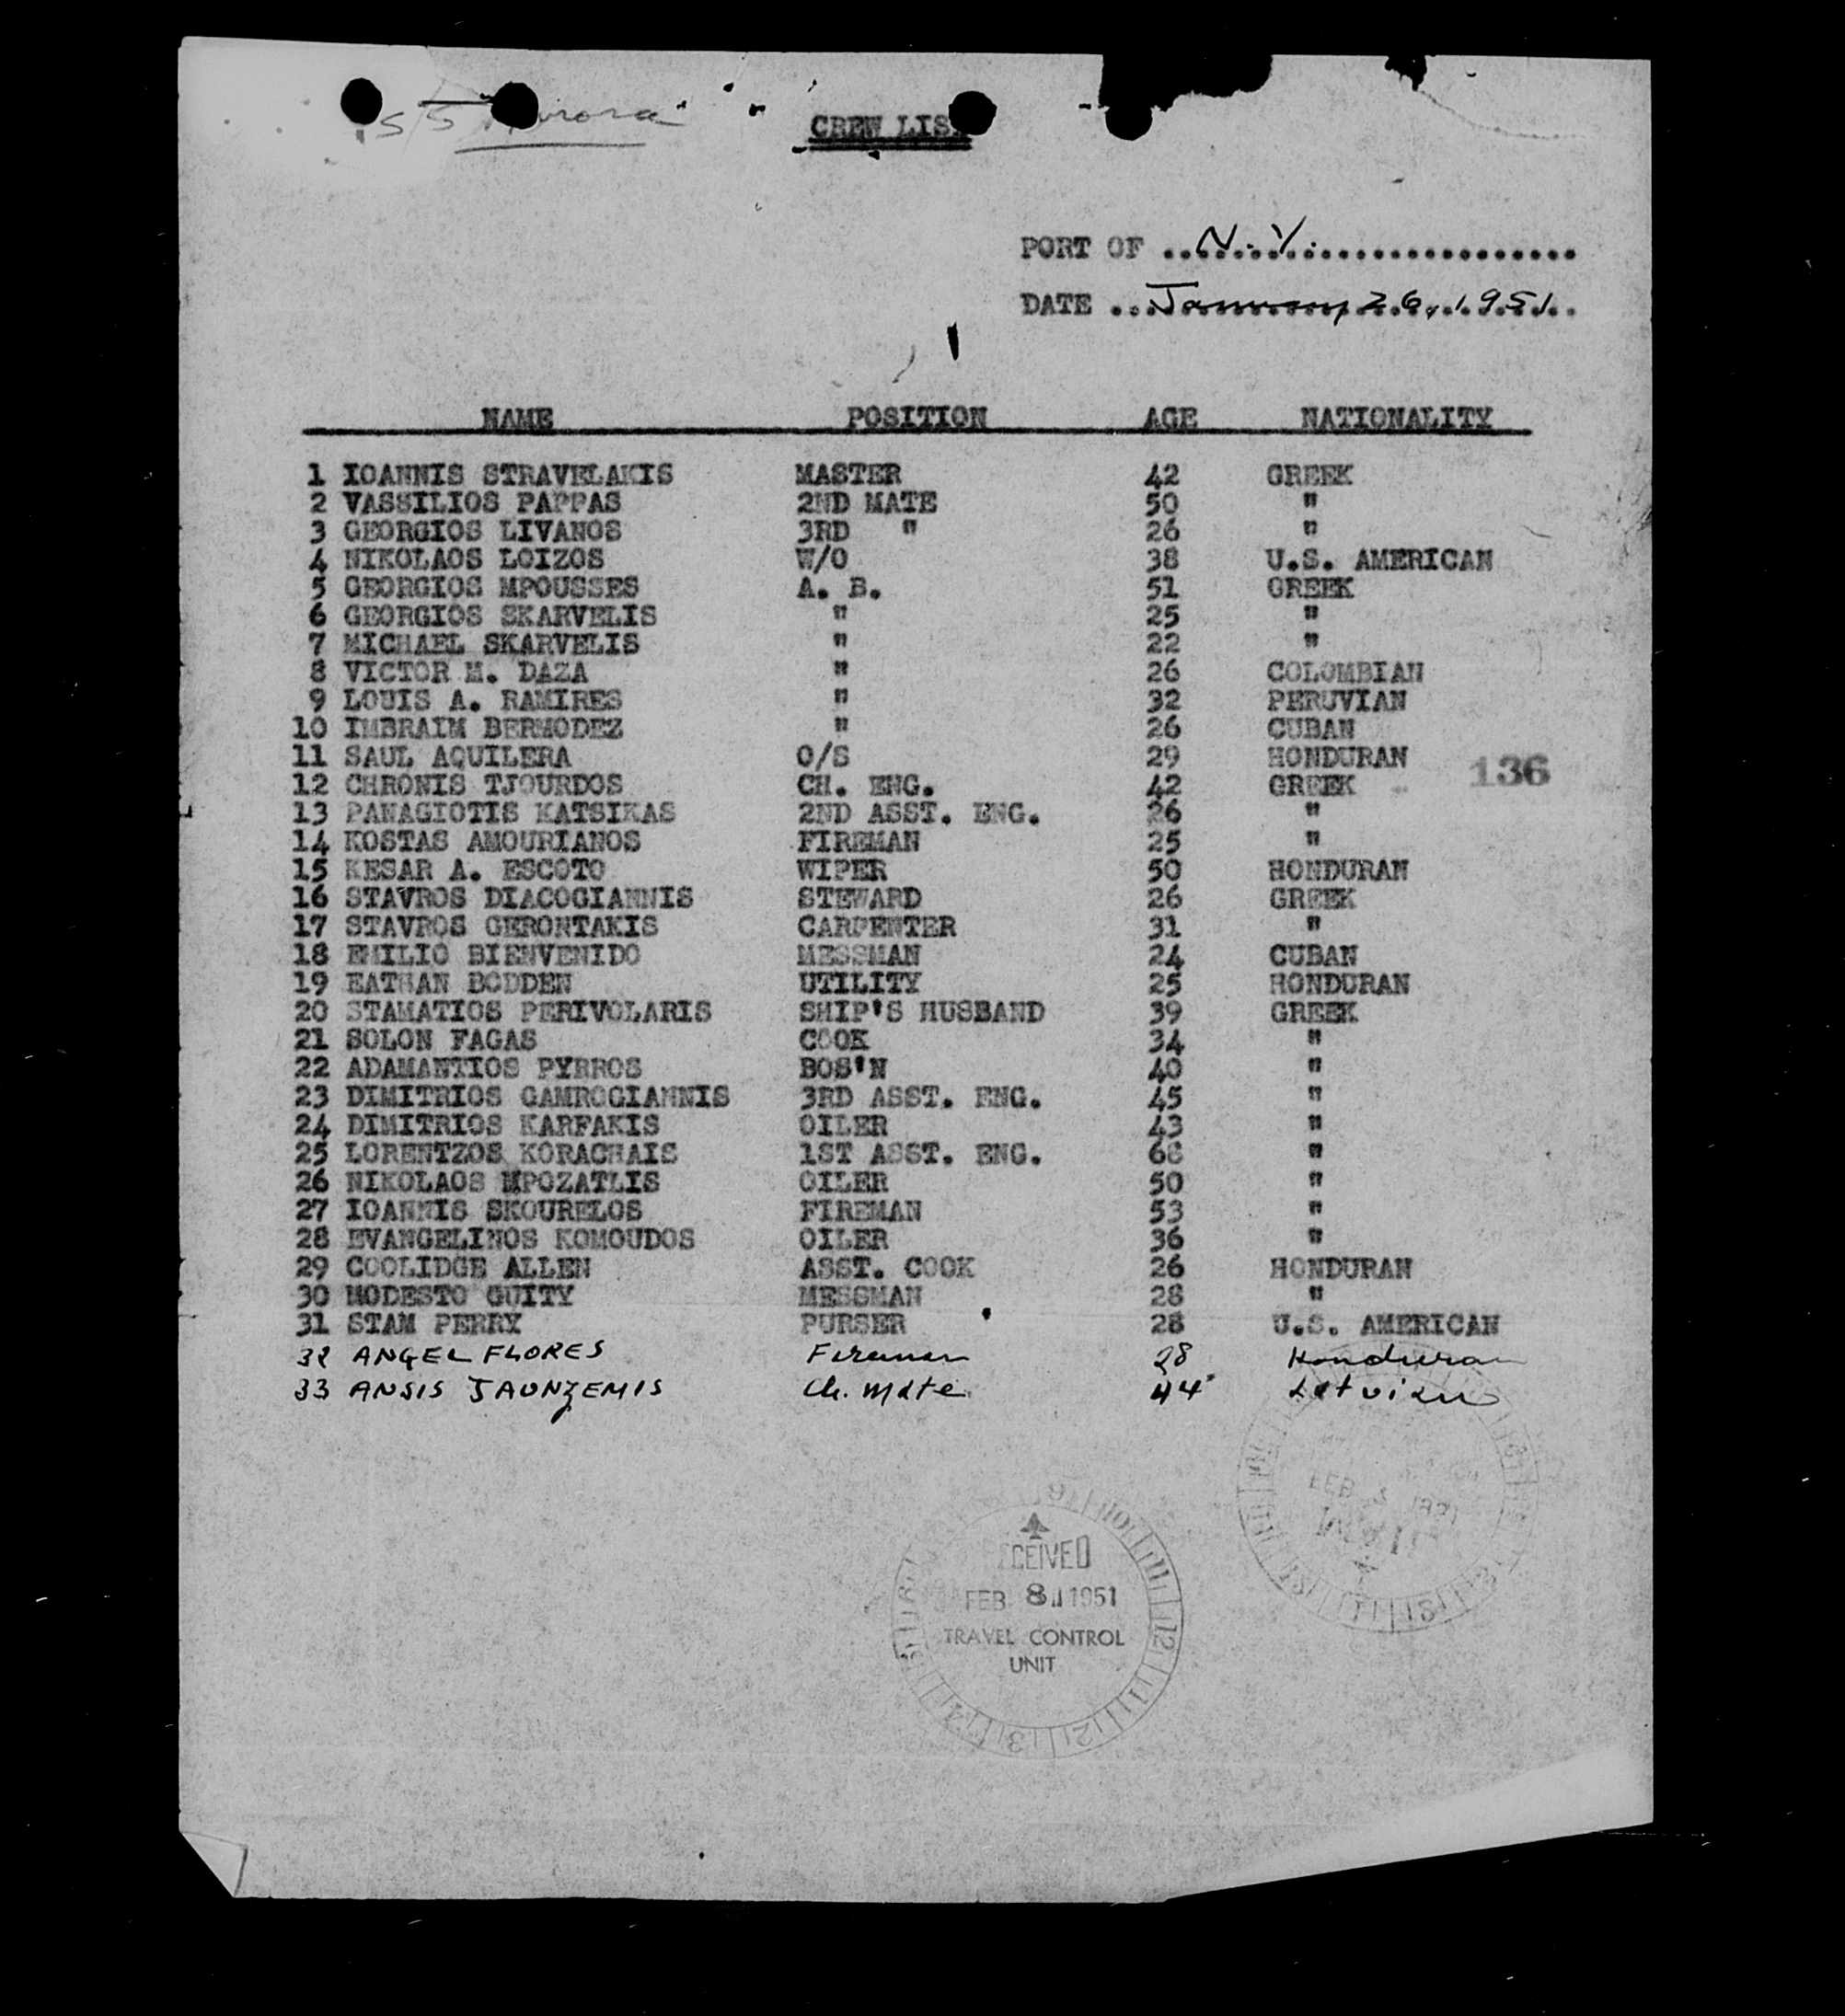 SS Aurora
CREW LIST
PORT OF ..N.Y.....................
DATE ..January 26, 1951..
NAME POSITION AGE NATIONALITY
1 IOANNIS STRAVELAKIS MASTER 42 GREEK
2 VASSILIOS PAPPAS 2ND MATE 50 "
3 GEORGIOS LIVANOS 3RD " 26 "
4 NIKOLAOS LOIZOS W/O 38 U.S. AMERICAN
5 GEORGIOS MPOUSSES A. B. 51 GREEK
6 GEORGIOS SKARVELIS " 25 "
7 MICHAEL SKARVELIS " 22 "
8 VICTOR M. DAZA " 26 COLOMBIAN
9 LOUIS A. RAMIRES " 32 PERUVIAN
10 IMBRAIM BERMODEZ " 26 CUBAN
11 SAUL AQUILERA O/S 29 HONDURAN
136
12 CHRONIS TJOURDOS CH. ENG. 42 GREEK
13 PANAGIOTIS KATSIKAS 2ND ASST. ENG. 26 "
14 KOSTAS AMOURIANOS FIREMAN 25 "
15 KESAR A. ESCOTO WIPER 50 HONDURAN
16 STAVROS DIACOGIANNIS STEWARD 26 GREEK
17 STAVROS GERONTAKIS CARPENTER 31 "
18 EMILIO BIENVENIDO MESSMAN 24 CUBAN
19 EATHAN BODDEN UTILITY 25 HONDURAN
20 STAMATIOS PERIVOLARIS SHIP'S HUSBAND 39 GREEK
21 SOLON FAGAS COOK 34 "
22 ADAMANTIOS PYRROS BOS'N 40 "
23 DIMITRIOS GAMROGIANNIS 3RD ASST. ENG. 45 "
24 DIMITRIOS KARFAKIS OILER 43 "
25 LORENTZOS KORACHAIS 1ST ASST. ENG. "
26 NIKOLAOS MPOZATLIS OILER 50 "
27 IOANNIS SKOURELOS FIREMAN 53 "
28 EVANGELINOS KOMOUDOS OILER 36 "
29 COOLIDGE ALLEN ASST. COOK 26 HONDURAN
30 MODESTO GUITY MESSMAN 28 "
31 STAM PERRY PURSER 28 U.S. AMERICAN
32 ANGEL FLORES Fireman 28 Honduran
33 ANSIS JAUNZEMIS Ch. Mate 44 Latvian
FEB 3 1951
RECEIVED
FEB 8 1951
TRAVEL CONTROL
UNIT